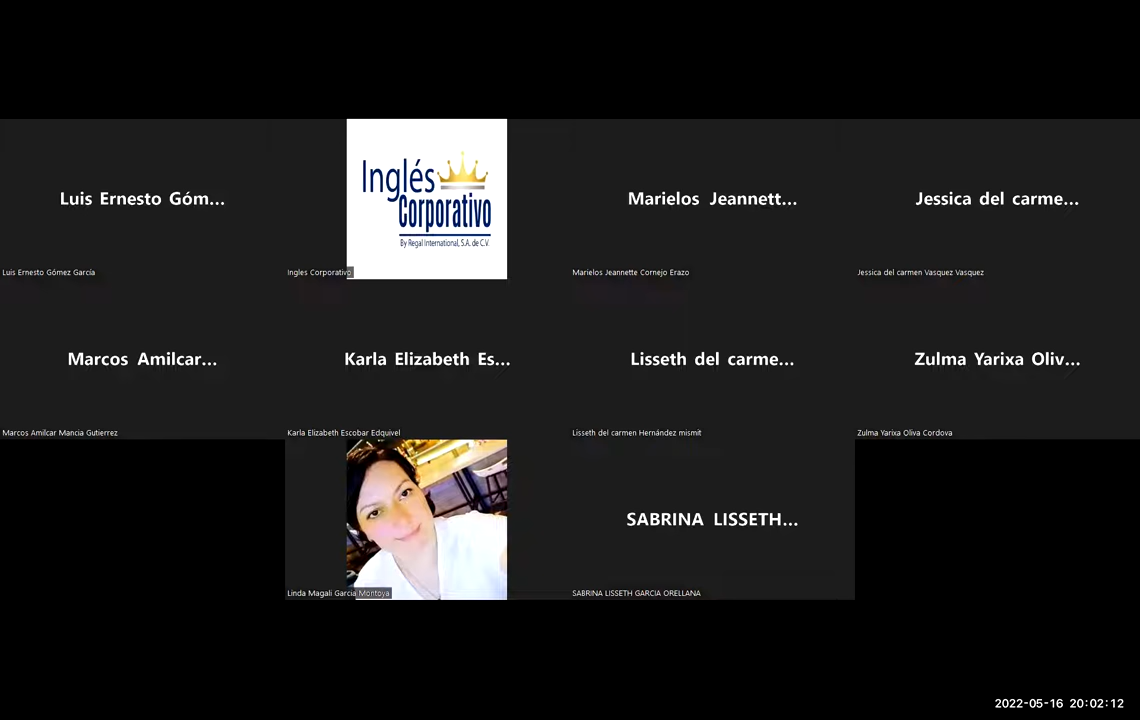 Luis Ernesto Góm...
Luis Ernesto Gómez García
Inglés
Corporativo
By Regal International, S.A. de C.V.
Ingles Corporativo
Marielos Jeannett...
Marielos Jeannette Cornejo Erazo
Jessica del carme...
Jessica del carmen Vasquez Vasquez
Marcos Amilcar...
Marcos Amilcar Mancia Gutierrez
Karla Elizabeth Es...
Karla Elizabeth Escobar Edquivel
Lisseth del carme...
Lisseth del carmen Hernández mismit
Zulma Yarixa Oliv...
Zulma Yarixa Oliva Cordova
Linda Magali Garcia Montoya
SABRINA LISSETH...
SABRINA LISSETH GARCIA ORELLANA
2022-05-16 20:02:12